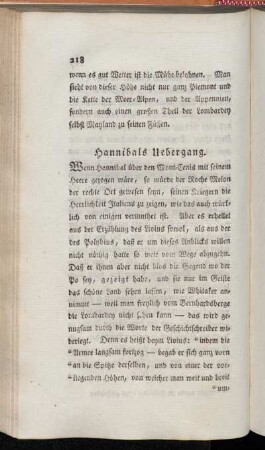 218
wenn es gut Wetter ist die Mühe belohnen. Man
sieht von dieser Höhe nicht nur ganz Piemont und
die Kette der Meer-Alpen, und der Appennien,
sondern auch einen großen Theil der Lombardey
selbst Mayland zu seinen Füßen.
Hannibals Uebergang.
Wenn Hannibal über den Mont-Cenis mit seinem
Heere gezogen wäre, so würde der Roche Melon
der rechte Ort gewesen seyn, seinen Kriegern die
Herrlichkeit Italiens zu zeigen, wie das auch würk-
lich von einigen vermuthet ist. Aber es erhellet
aus der Erzählung des Livius sowol, als aus der
des Polybius, daß er um dieses Anblicks willen
nicht nöthig hatte so weit vom Wege abzugehn.
Daß er ihnen aber nicht blos die Gegend wo der
Po sey, gezeigt habe, und sie nur im Geiste
das schöne Land sehen lassen, wie Whitaker an-
nimmt — weil man freylich vom Bernhardsberge
die Lombardey nicht sehen kann — das wird ge-
nugsam durch die Worte der Geschichtschreiber wi-
derlegt. Denn es heißt beym Livius: "indem die
"Armee langsam fortzog — begab er sich ganz vorn
"an die Spitze derselben, und von einer der vor-
"liegenden Höhen, von welcher man weit und breit
"um-